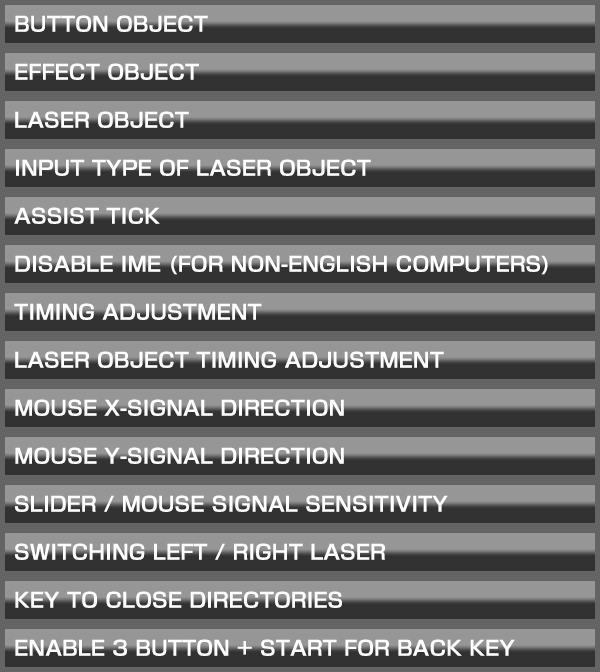 BUTTON OBJECT
EFFECT OBJECT
LASER OBJECT
INPUT TYPE OF LASER OBJECT
ASSIST TICK
DISABLE IME (FOR NON-ENGLISH COMPUTERS)
TIMING ADJUSTMENT
LASER OBJECT TIMING ADJUSTMENT
MOUSE X-SIGNAL DIRECTION
MOUSE Y-SIGNAL DIRECTION
SLIDER / MOUSE SIGNAL SENSITIVITY
SWITCHING LEFT / RIGHT LASER
KEY TO CLOSE DIRECTORIES
ENABLE 3 BUTTON + START FOR BACK KEY